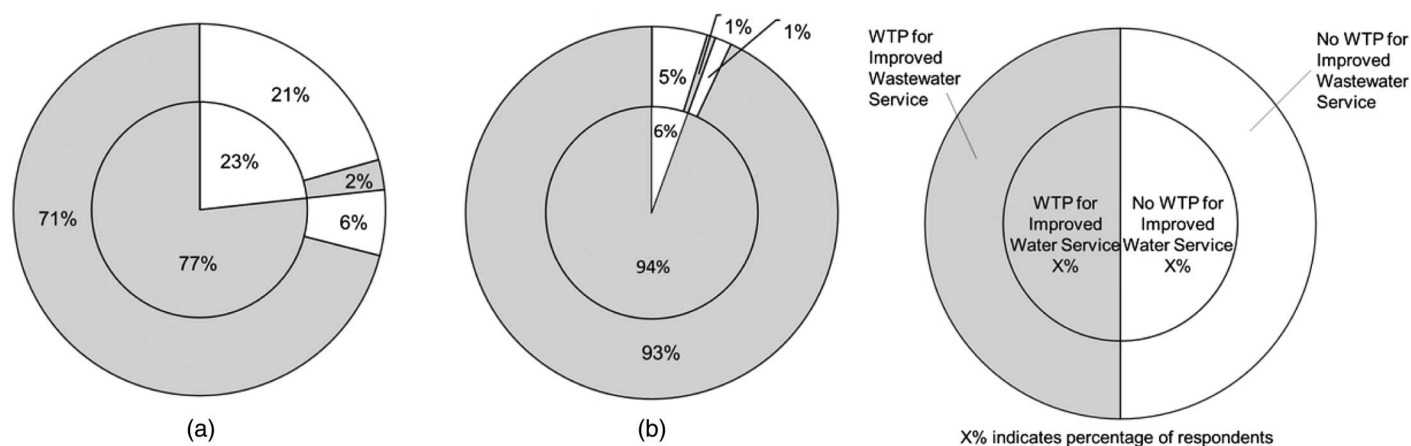 21%
23%
2%
6%
71%
77%
(a)
1%
1%
5%
6%
94%
93%
(b)
WTP for
Improved
Wastewater
Service
No WTP for
Improved
Wastewater
Service
WTP for
Improved
Water Service
X%
No WTP for
Improved
Water Service
X%
X% indicates percentage of respondents